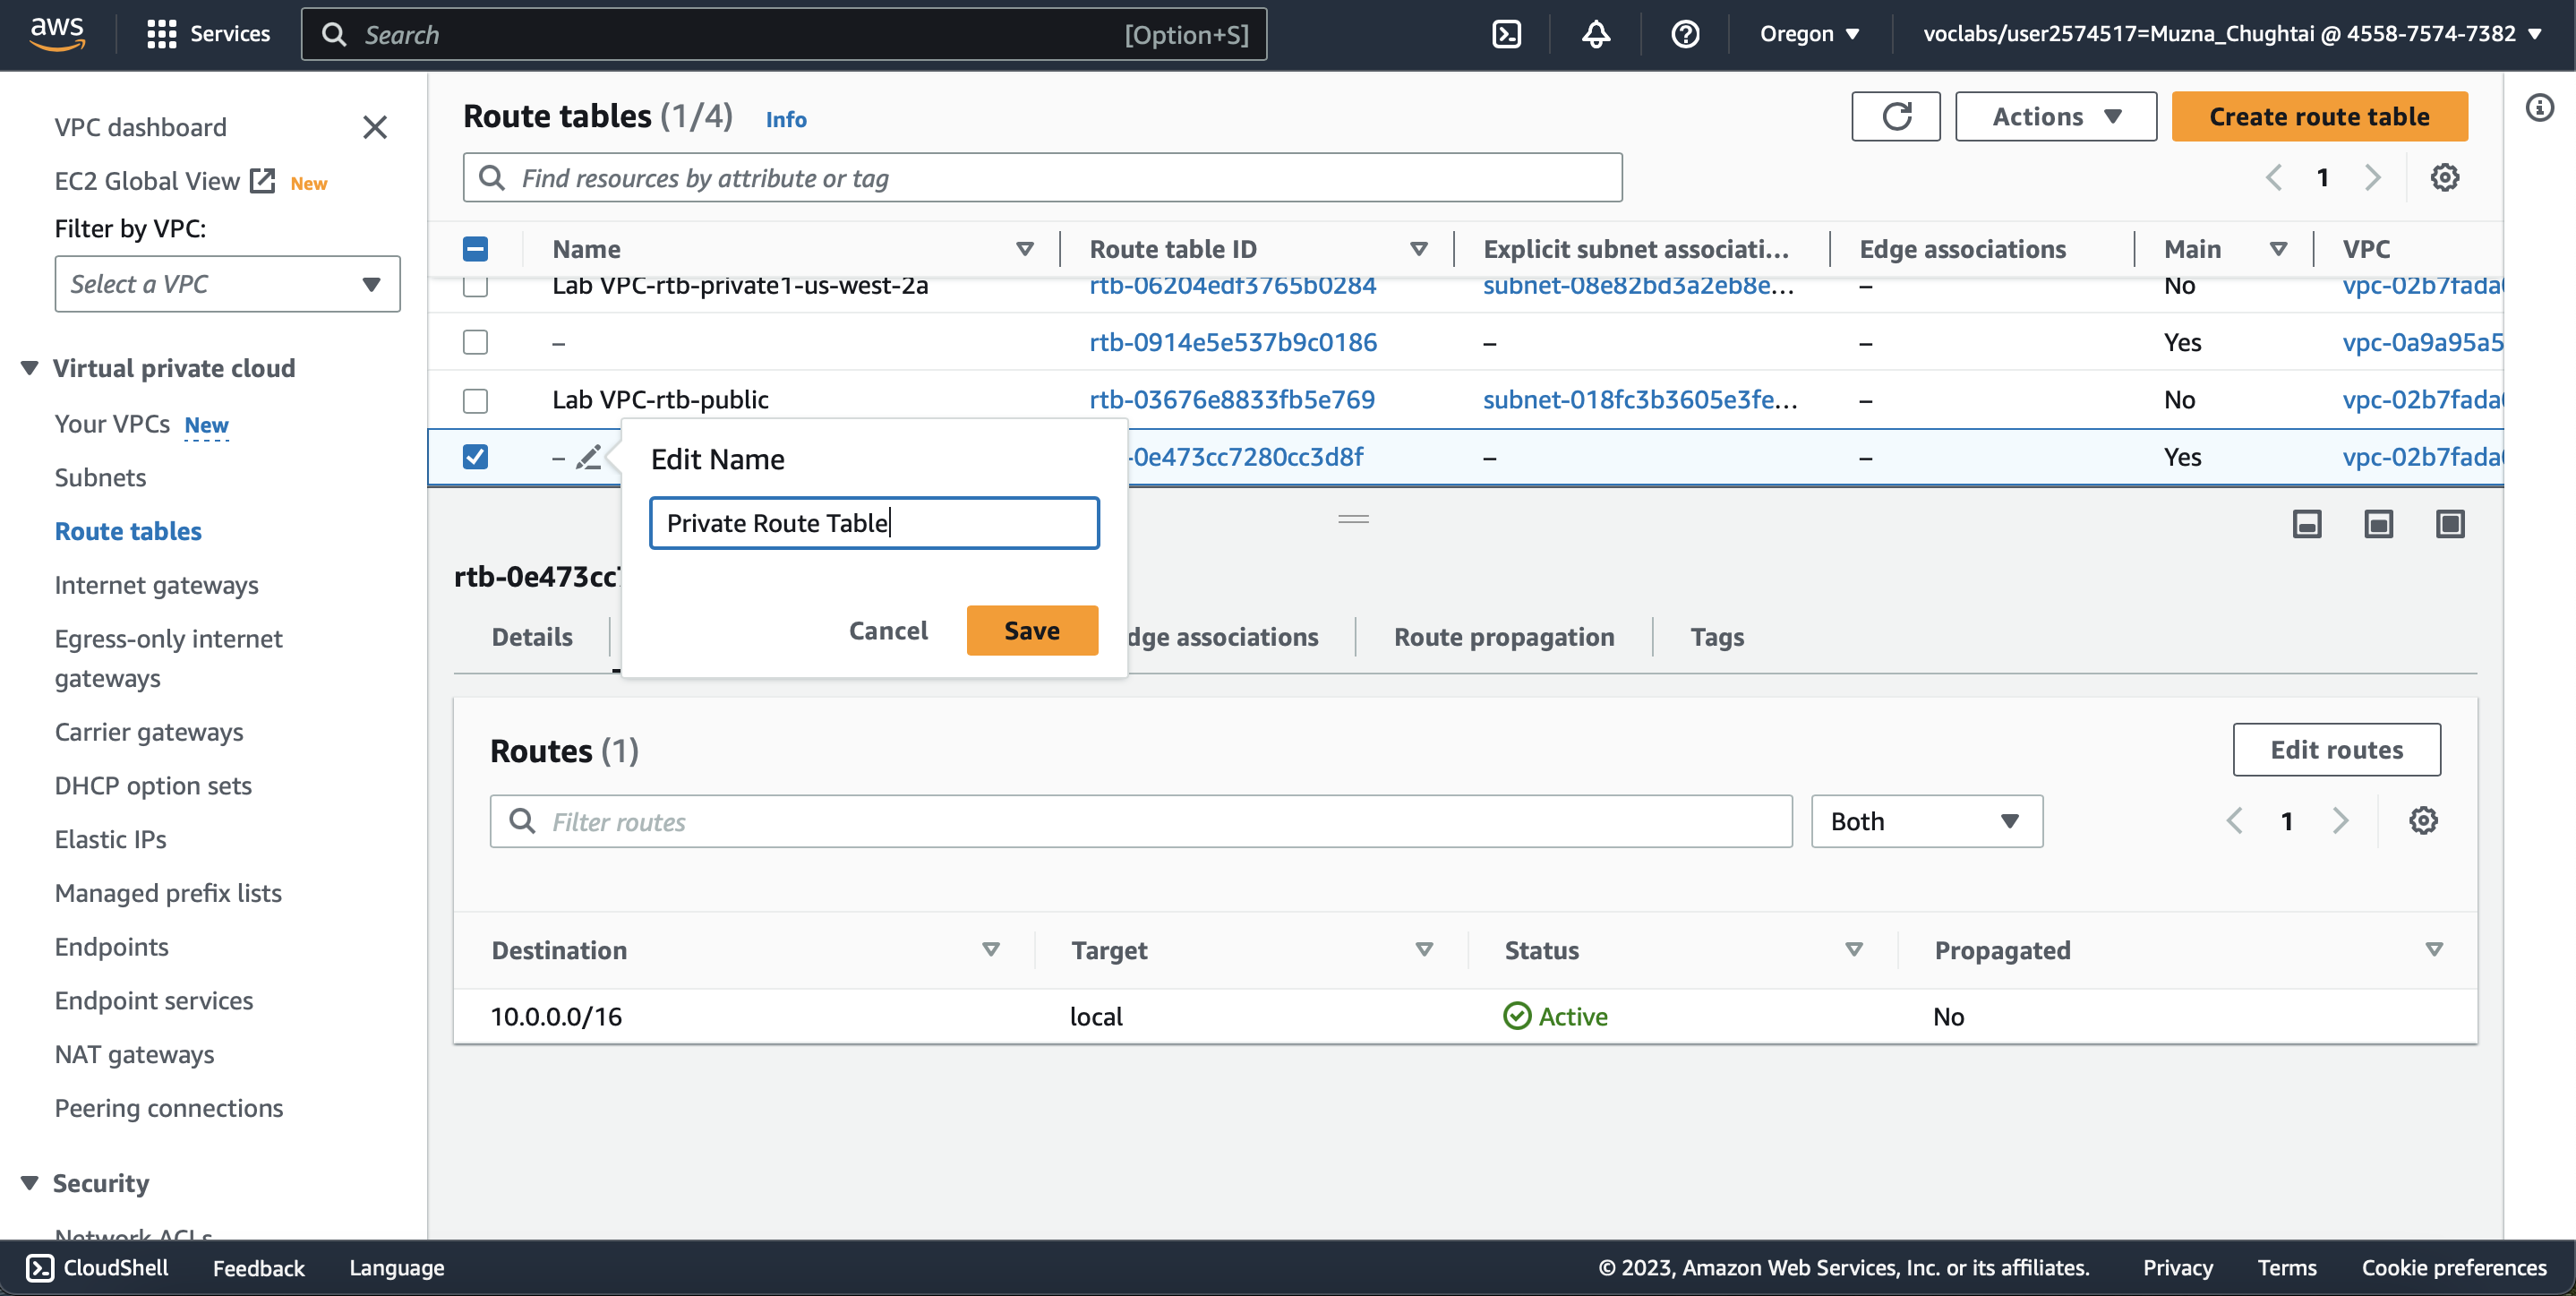 aws
Services
Search
[Option+S]
Oregon
voclabs/user2574517=Muzna_Chughtai @ 4558-7574-7382
VPC dashboard
EC2 Global View New
Filter by VPC:
Select a VPC
Virtual private cloud
Your VPCs New
Subnets
Route tables
Internet gateways
Egress-only internet
gateways
Carrier gateways
DHCP option sets
Elastic IPs
Managed prefix lists
Endpoints
Endpoint services
NAT gateways
Peering connections
Security
Network ACLs
Route tables (1/4) Info
Actions
Create route table
Find resources by attribute or tag
1
Name Route table ID Explicit subnet associati... Edge associations Main VPC
Lab VPC-rtb-private1-us-west-2a rtb-06204edf3765b0284 subnet-08e82bd3a2eb8e... – No vpc-02b7fada
– rtb-0914e5e537b9c0186 – – Yes vpc-0a9a95a5
Lab VPC-rtb-public rtb-03676e8833fb5e769 subnet-018fc3b3605e3fe... – No vpc-02b7fada
– -0e473cc7280cc3d8f – – Yes vpc-02b7fada
Edit Name
Private Route Table
Cancel
Save
rtb-0e473cc
Details dge associations Route propagation Tags
Routes (1)
Edit routes
Filter routes
Both
1
Destination Target Status Propagated
10.0.0.0/16 local Active No
CloudShell Feedback Language
© 2023, Amazon Web Services, Inc. or its affiliates. Privacy Terms Cookie preferences